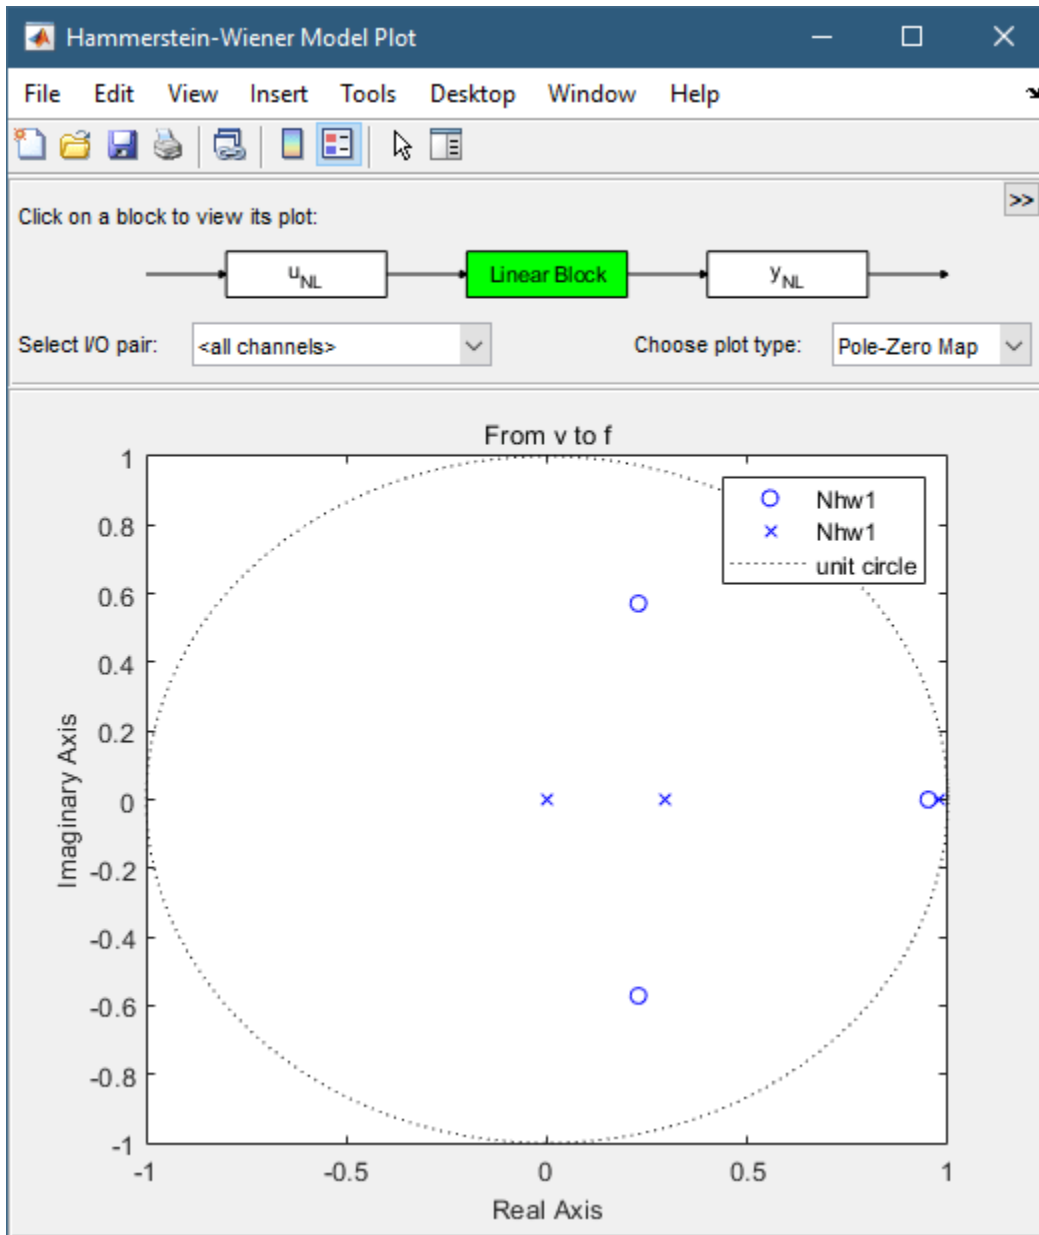 Hammerstein-Wiener Model Plot
File Edit View Insert Tools Desktop Window Help
>>
Click on a block to view its plot:
uNL Linear Block yNL
Select I/O pair: <all channels> Choose plot type: Pole-Zero Map
From v to f
Nhw1
Nhw1
unit circle
1
0.8
0.6
0.4
0.2
0
-0.2
-0.4
-0.6
-0.8
-1
Imaginary Axis
-1 -0.5 0 0.5 1
Real Axis